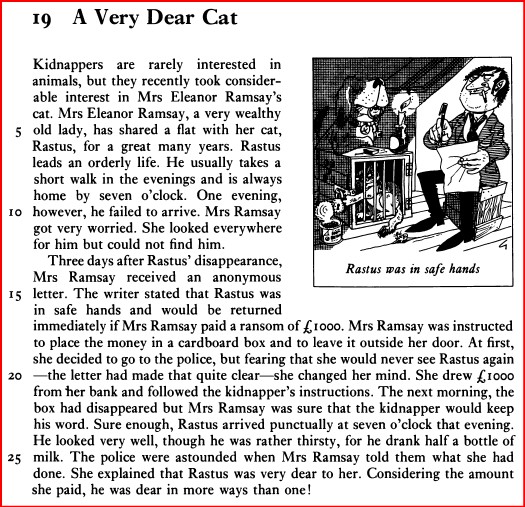 19 A Very Dear Cat
Kidnappers are rarely interested in
animals, but they recently took consider-
able interest in Mrs Eleanor Ramsay's
cat. Mrs Eleanor Ramsay, a very wealthy
5 old lady, has shared a flat with her cat,
Rastus, for a great many years. Rastus
leads an orderly life. He usually takes a
short walk in the evenings and is always
home by seven o'clock. One evening,
10 however, he failed to arrive. Mrs Ramsay
got very worried. She looked everywhere
for him but could not find him.
Three days after Rastus' disappearance,
Mrs Ramsay received an anonymous
15 letter. The writer stated that Rastus was
in safe hands and would be returned
immediately if Mrs Ramsay paid a ransom of £1000. Mrs Ramsay was instructed
to place the money in a cardboard box and to leave it outside her door. At first,
she decided to go to the police, but fearing that she would never see Rastus again
20 —the letter had made that quite clear—she changed her mind. She drew £1000
from her bank and followed the kidnapper's instructions. The next morning, the
box had disappeared but Mrs Ramsay was sure that the kidnapper would keep
his word. Sure enough, Rastus arrived punctually at seven o'clock that evening.
He looked very well, though he was rather thirsty, for he drank half a bottle of
25 milk. The police were astounded when Mrs Ramsay told them what she had
done. She explained that Rastus was very dear to her. Considering the amount
she paid, he was dear in more ways than one!
Rastus was in safe hands